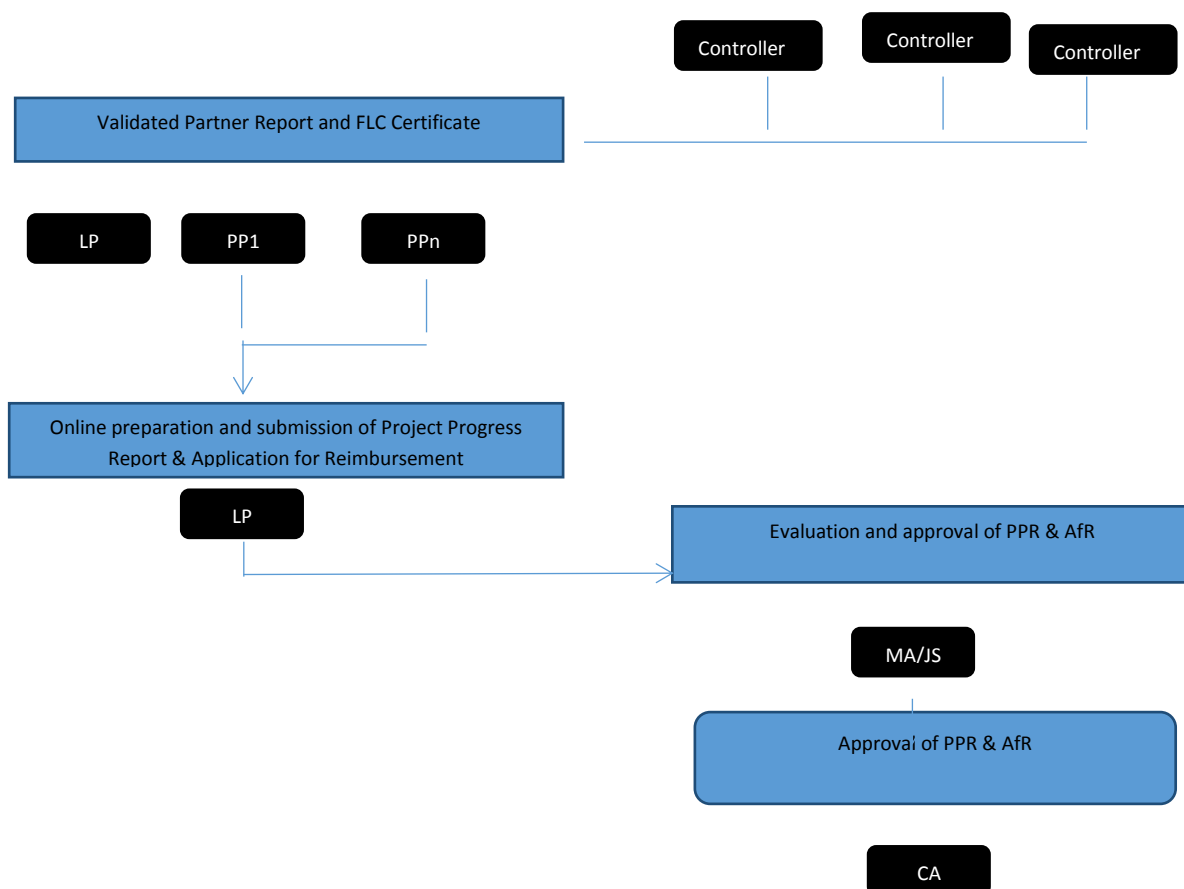 Controller
Controller
Controller
Validated Partner Report and FLC Certificate
LP
PP1
PPn
Online preparation and submission of Project Progress
Report & Application for Reimbursement
LP
Evaluation and approval of PPR & AfR
MA/JS
Approval of PPR & AfR
CA